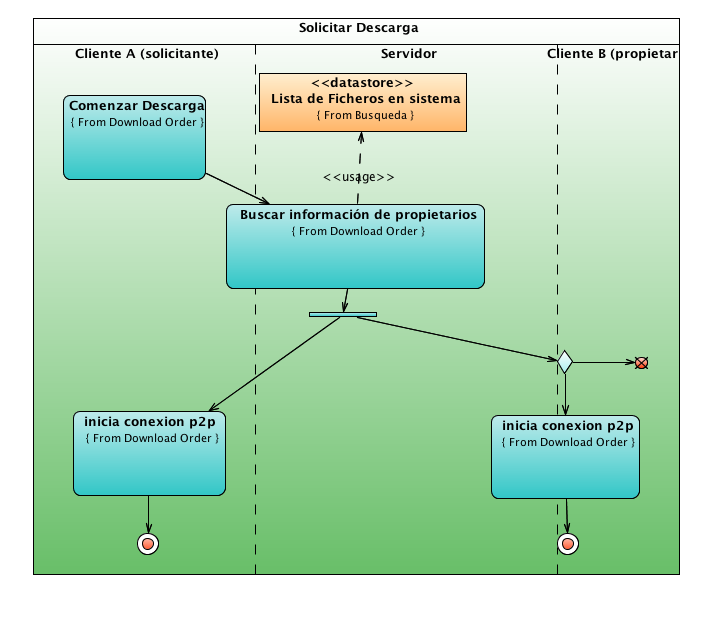 Solicitar Descarga
Cliente A (solicitante)
Servidor
Cliente B (propietar
<<datastore>>
Lista de Ficheros en sistema
{ From Busqueda }
Comenzar Descarga
{ From Download Order }
<<usage>>
Buscar información de propietarios
{ From Download Order }
inicia conexion p2p
{ From Download Order }
inicia conexion p2p
{ From Download Order }